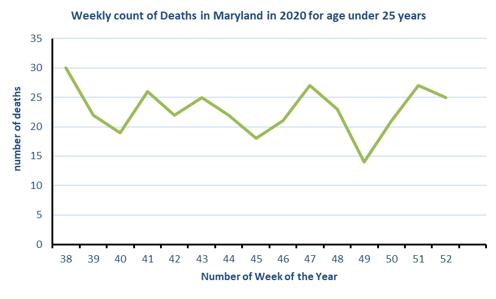 Weekly count of Deaths in Maryland in 2020 for age under 25 years
number of deaths
35
30
25
20
15
10
5
0
38 39 40 41 42 43 44 45 46 47 48 49 50 51 52
Number of Week of the Year